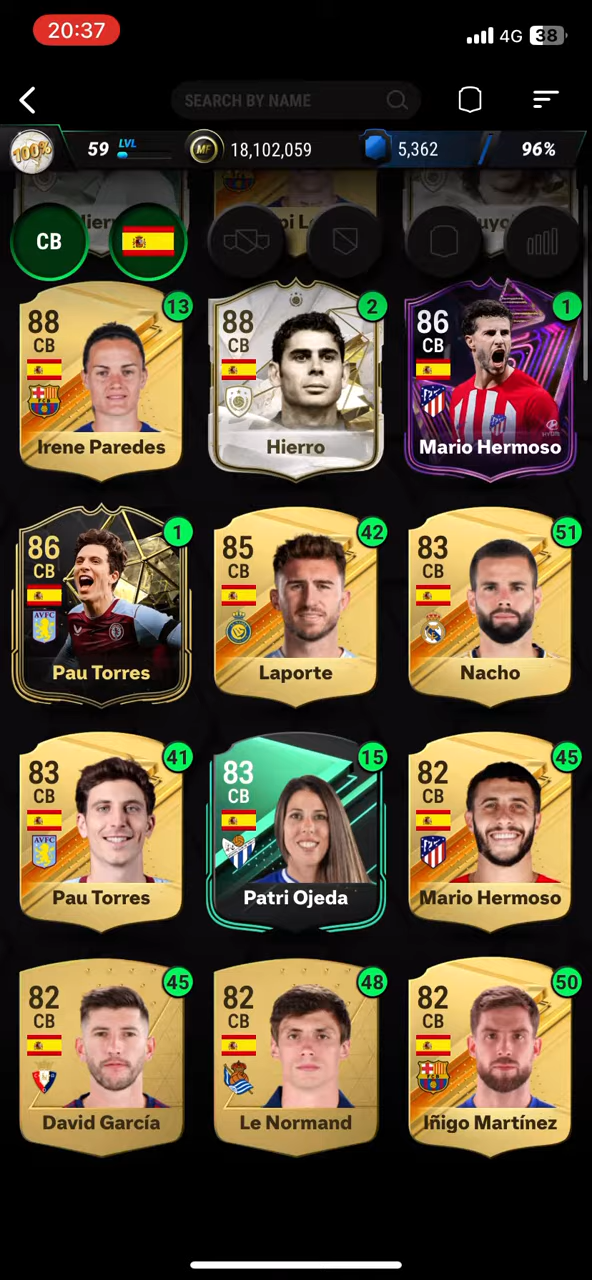 20:37
4G 38
SEARCH BY NAME
100% 59 LVL MF 18,102,059 5,362 96%
CB
88 CB 13 Irene Paredes
88 CB 2 Hierro
86 CB 1 Mario Hermoso
86 CB 1 Pau Torres
85 CB 42 Laporte
83 CB 51 Nacho
83 CB 41 Pau Torres
83 CB 15 Patri Ojeda
82 CB 45 Mario Hermoso
82 CB 45 David García
82 CB 48 Le Normand
82 CB 50 Iñigo Martínez